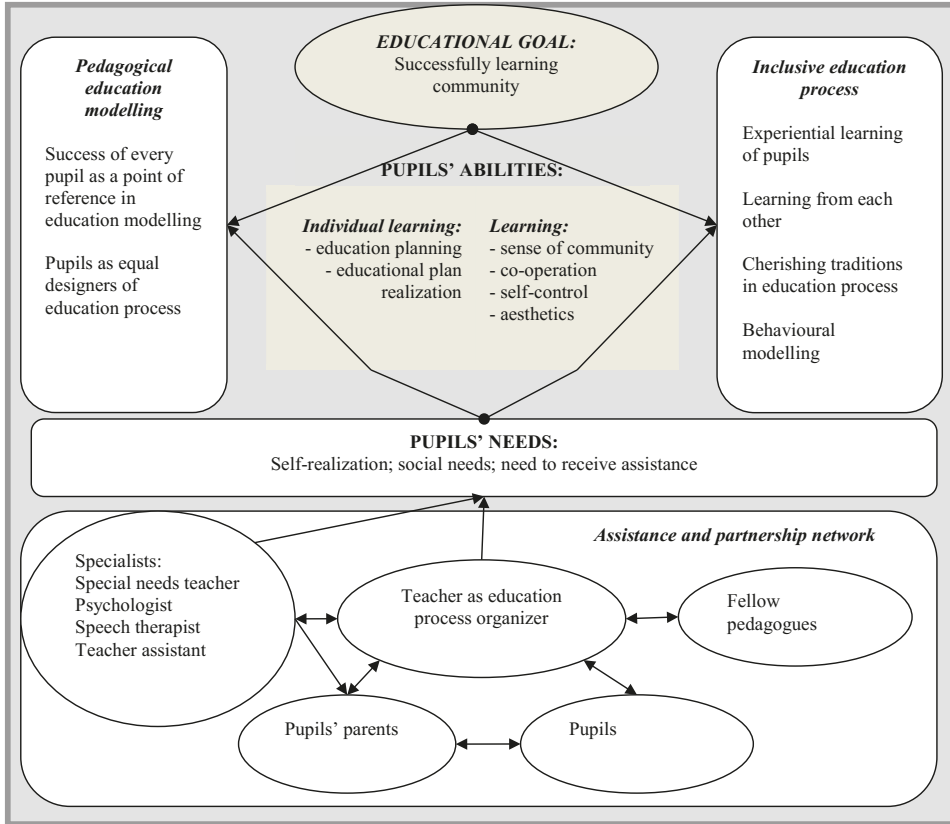 EDUCATIONAL GOAL:
Successfully learning
community
Pedagogical
education
modelling
Success of every
pupil as a point of
reference in
education modelling
Pupils as equal
designers of
education process
Inclusive education
process
Experiential learning
of pupils
Learning from each
other
Cherishing traditions
in education process
Behavioural
modelling
PUPILS’ ABILITIES:
Individual learning:
- education planning
- educational plan
realization
Learning:
- sense of community
- co-operation
- self-control
- aesthetics
PUPILS’ NEEDS:
Self-realization; social needs; need to receive assistance
Assistance and partnership network
Specialists:
Special needs teacher
Psychologist
Speech therapist
Teacher assistant
Teacher as education
process organizer
Fellow
pedagogues
Pupils’ parents
Pupils